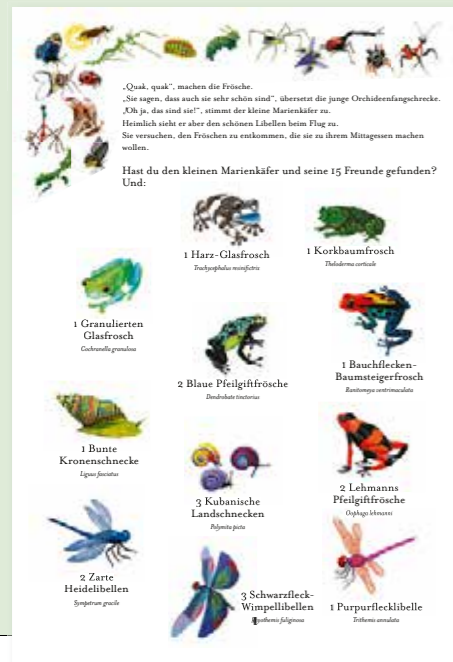 „Quak, quak“, machen die Frösche.
„Sie sagen, dass auch sie sehr schön sind“, übersetzt die junge Orchideenfangschrecke.
„Oh ja, das sind sie!“, stimmt der kleine Marienkäfer zu.
Heimlich sieht er aber den schönen Libellen beim Flug zu.
Sie versuchen, den Fröschen zu entkommen, die sie zu ihrem Mittagessen machen
wollen.
Hast du den kleinen Marienkäfer und seine 15 Freunde gefunden?
Und:
1 Harz-Glasfrosch
Trachycephalus resinifictrix
1 Korkbaumfrosch
Theloderma corticale
1 Granulierten
Glasfrosch
Cochranella granulosa
2 Blaue Pfeilgiftfrösche
Dendrobate tinctorius
1 Bauchflecken-
Baumsteigerfrosch
Ranitomeya ventrimaculata
1 Bunte
Kronenschnecke
Liguus fasciatus
3 Kubanische
Landschnecken
Polymita picta
2 Lehmanns
Pfeilgiftfrösche
Oophaga lehmanni
2 Zarte
Heidelibellen
Sympetrum gracile
3 Schwarzfleck-
Wimpellibellen
fuliginosa
1 Purpurflecklibelle
Trithemis annulata